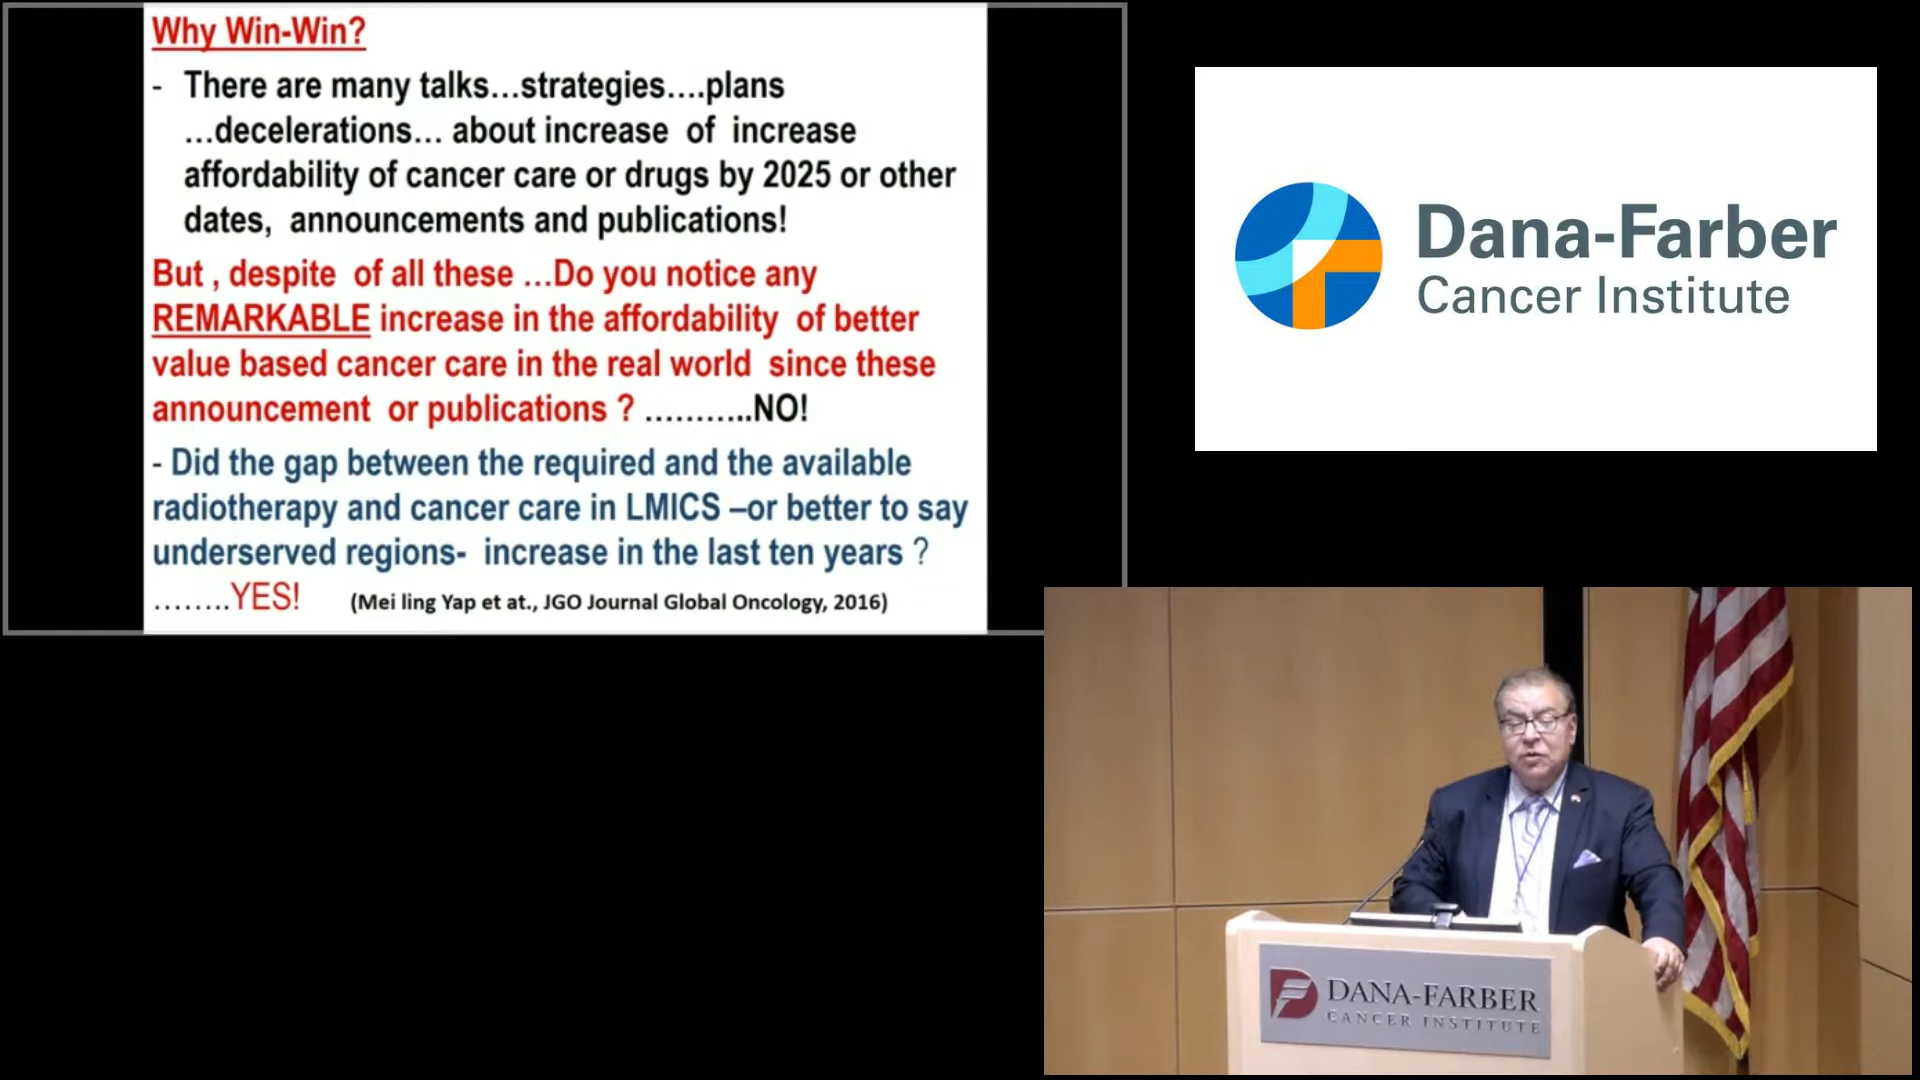 Why Win-Win?
- There are many talks…strategies….plans
…decelerations… about increase of increase
affordability of cancer care or drugs by 2025 or other
dates, announcements and publications!
But , despite of all these …Do you notice any
REMARKABLE increase in the affordability of better
value based cancer care in the real world since these
announcement or publications ? ………..NO!
- Did the gap between the required and the available
radiotherapy and cancer care in LMICS –or better to say
underserved regions- increase in the last ten years ?
……..YES! (Mei ling Yap et at., JGO Journal Global Oncology, 2016)
Dana-Farber
Cancer Institute
DANA-FARBER
CANCER INSTITUTE